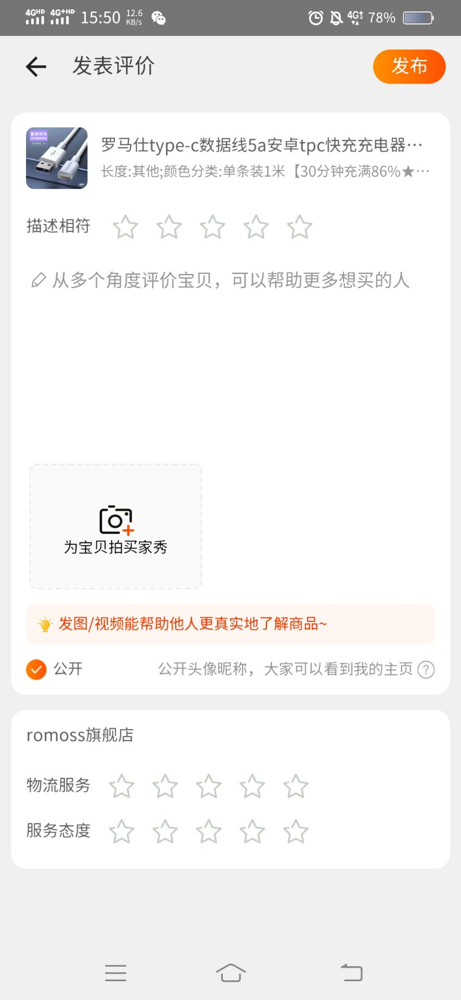 4GHD 4G+HD 15:50 12.6 KB/s 78%
发表评价
发布
支持华为
罗马仕type-c数据线5a安卓tpc快充充电器…
长度:其他;颜色分类:单条装1米【30分钟充满86%★…
描述相符
从多个角度评价宝贝，可以帮助更多想买的人
为宝贝拍买家秀
发图/视频能帮助他人更真实地了解商品~
公开
公开头像昵称，大家可以看到我的主页
romoss旗舰店
物流服务
服务态度